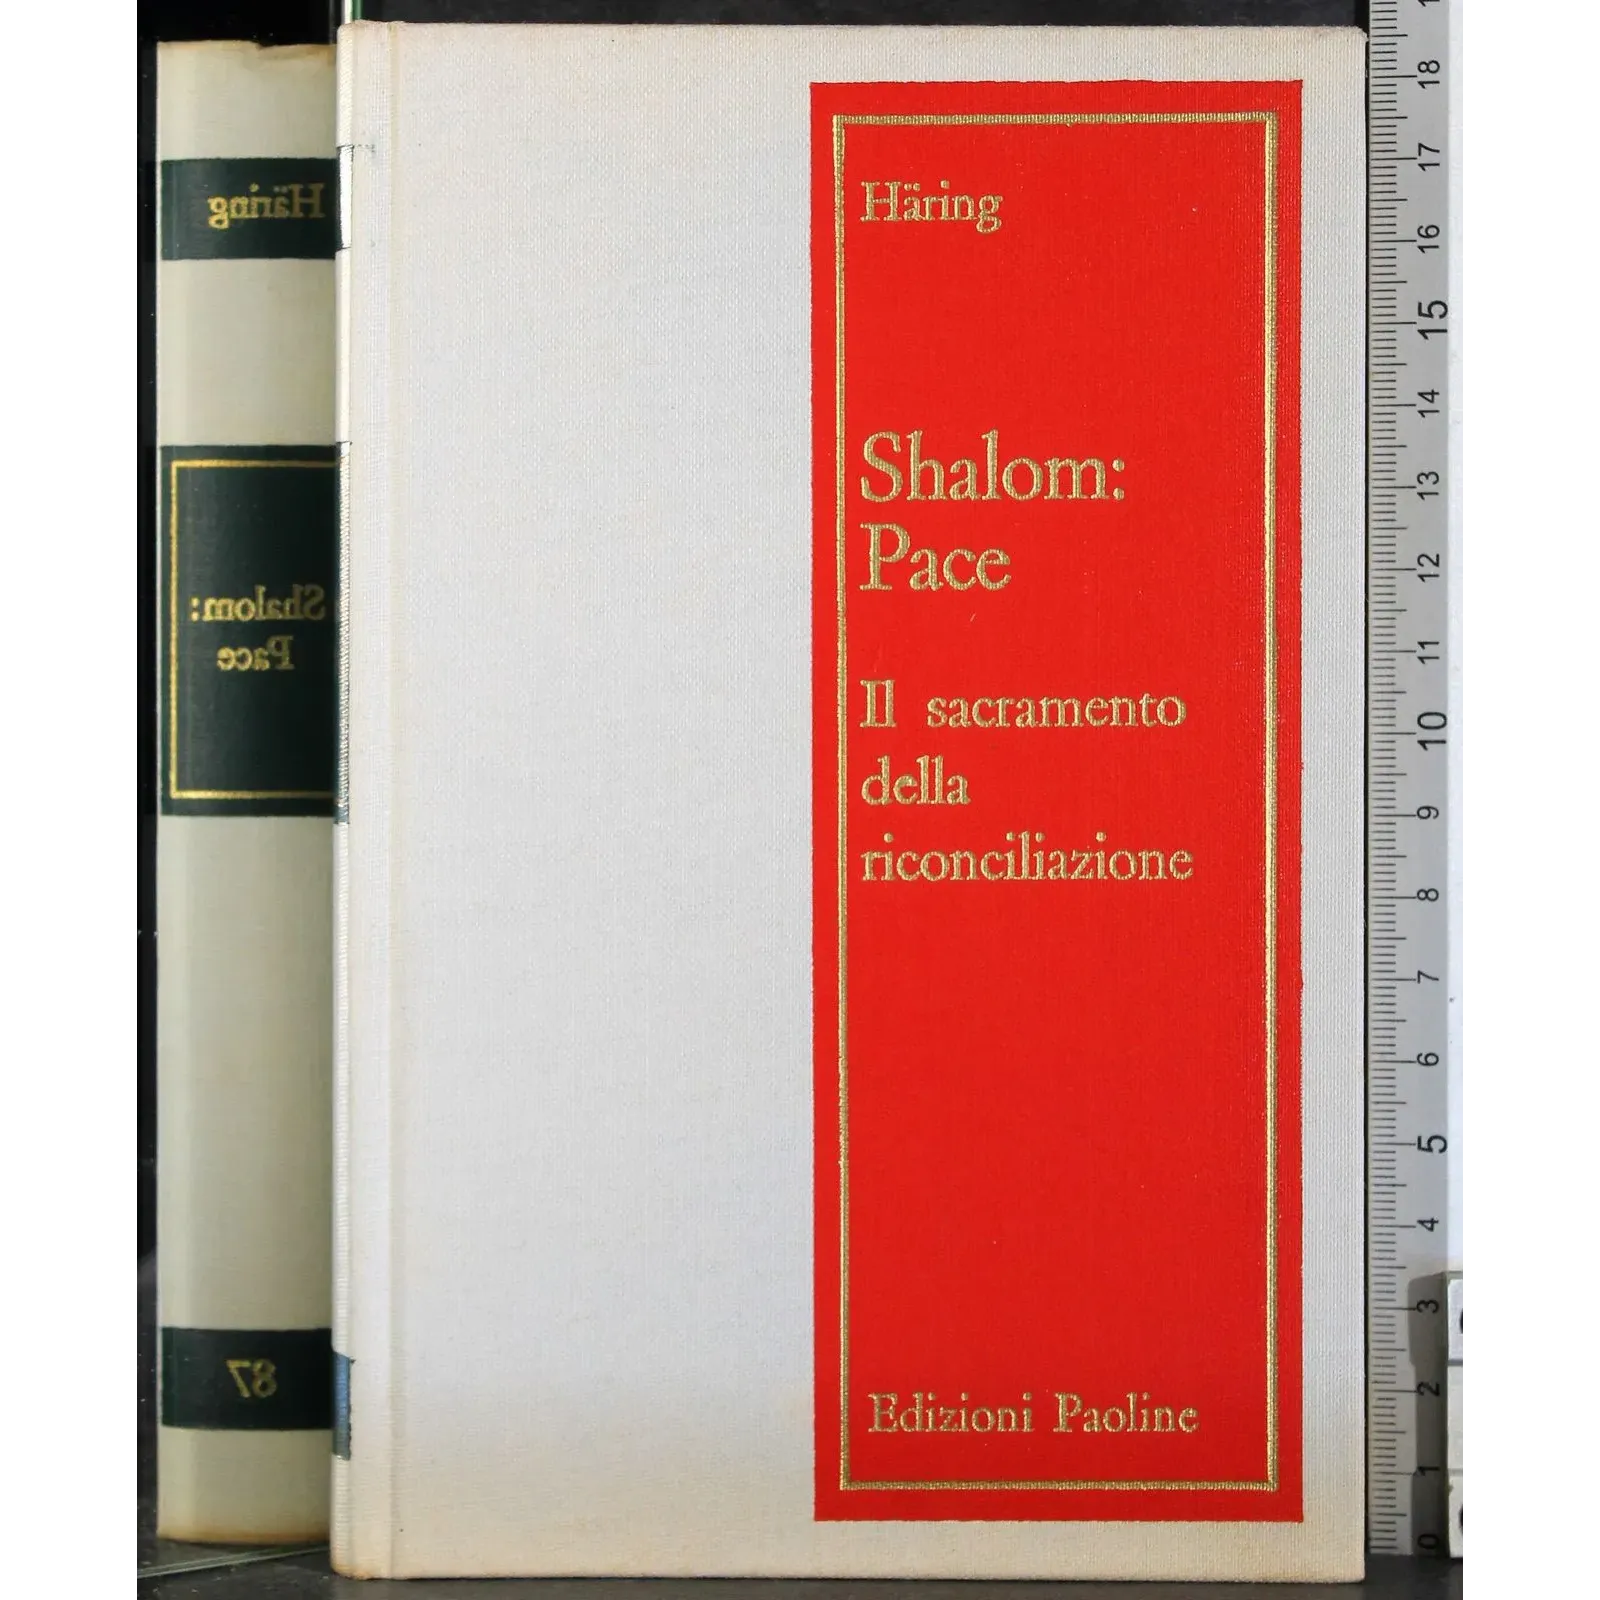 Häring
Shalom:
Pace
87
Häring
Shalom:
Pace
Il sacramento
della
riconciliazione
Edizioni Paoline
18
17
16
15
14
13
12
11
10
9
8
7
6
5
4
3
2
1
0